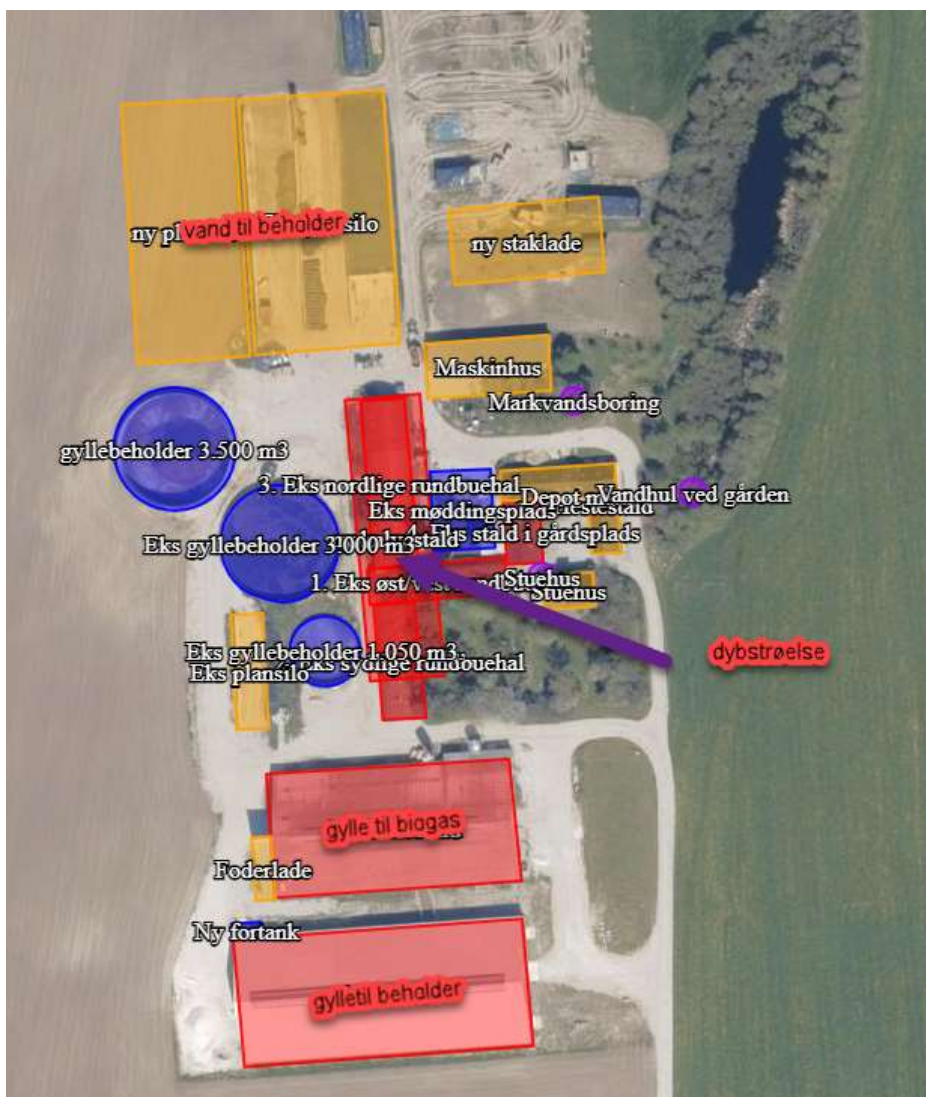 vand til beholder
ny pl
silo
ny staklade
Maskinhus
Markvandsboring
gyllebeholder 3.500 m3
3. Eks nordlige rundbuehal
Depot m
Vandhul ved gården
Eks møddingsplads
Eks stald i gårdsplads
Eks gyllebeholder 3.000 m3
1. Eks øst/
Stuehus
Stuehus
Eks gyllebeholder 1.050 m3
dybstrøelse
Eks sydlige rundbuehal
Eks plansilo
gylle til biogas
Foderlade
Ny fortank
gylletil beholder